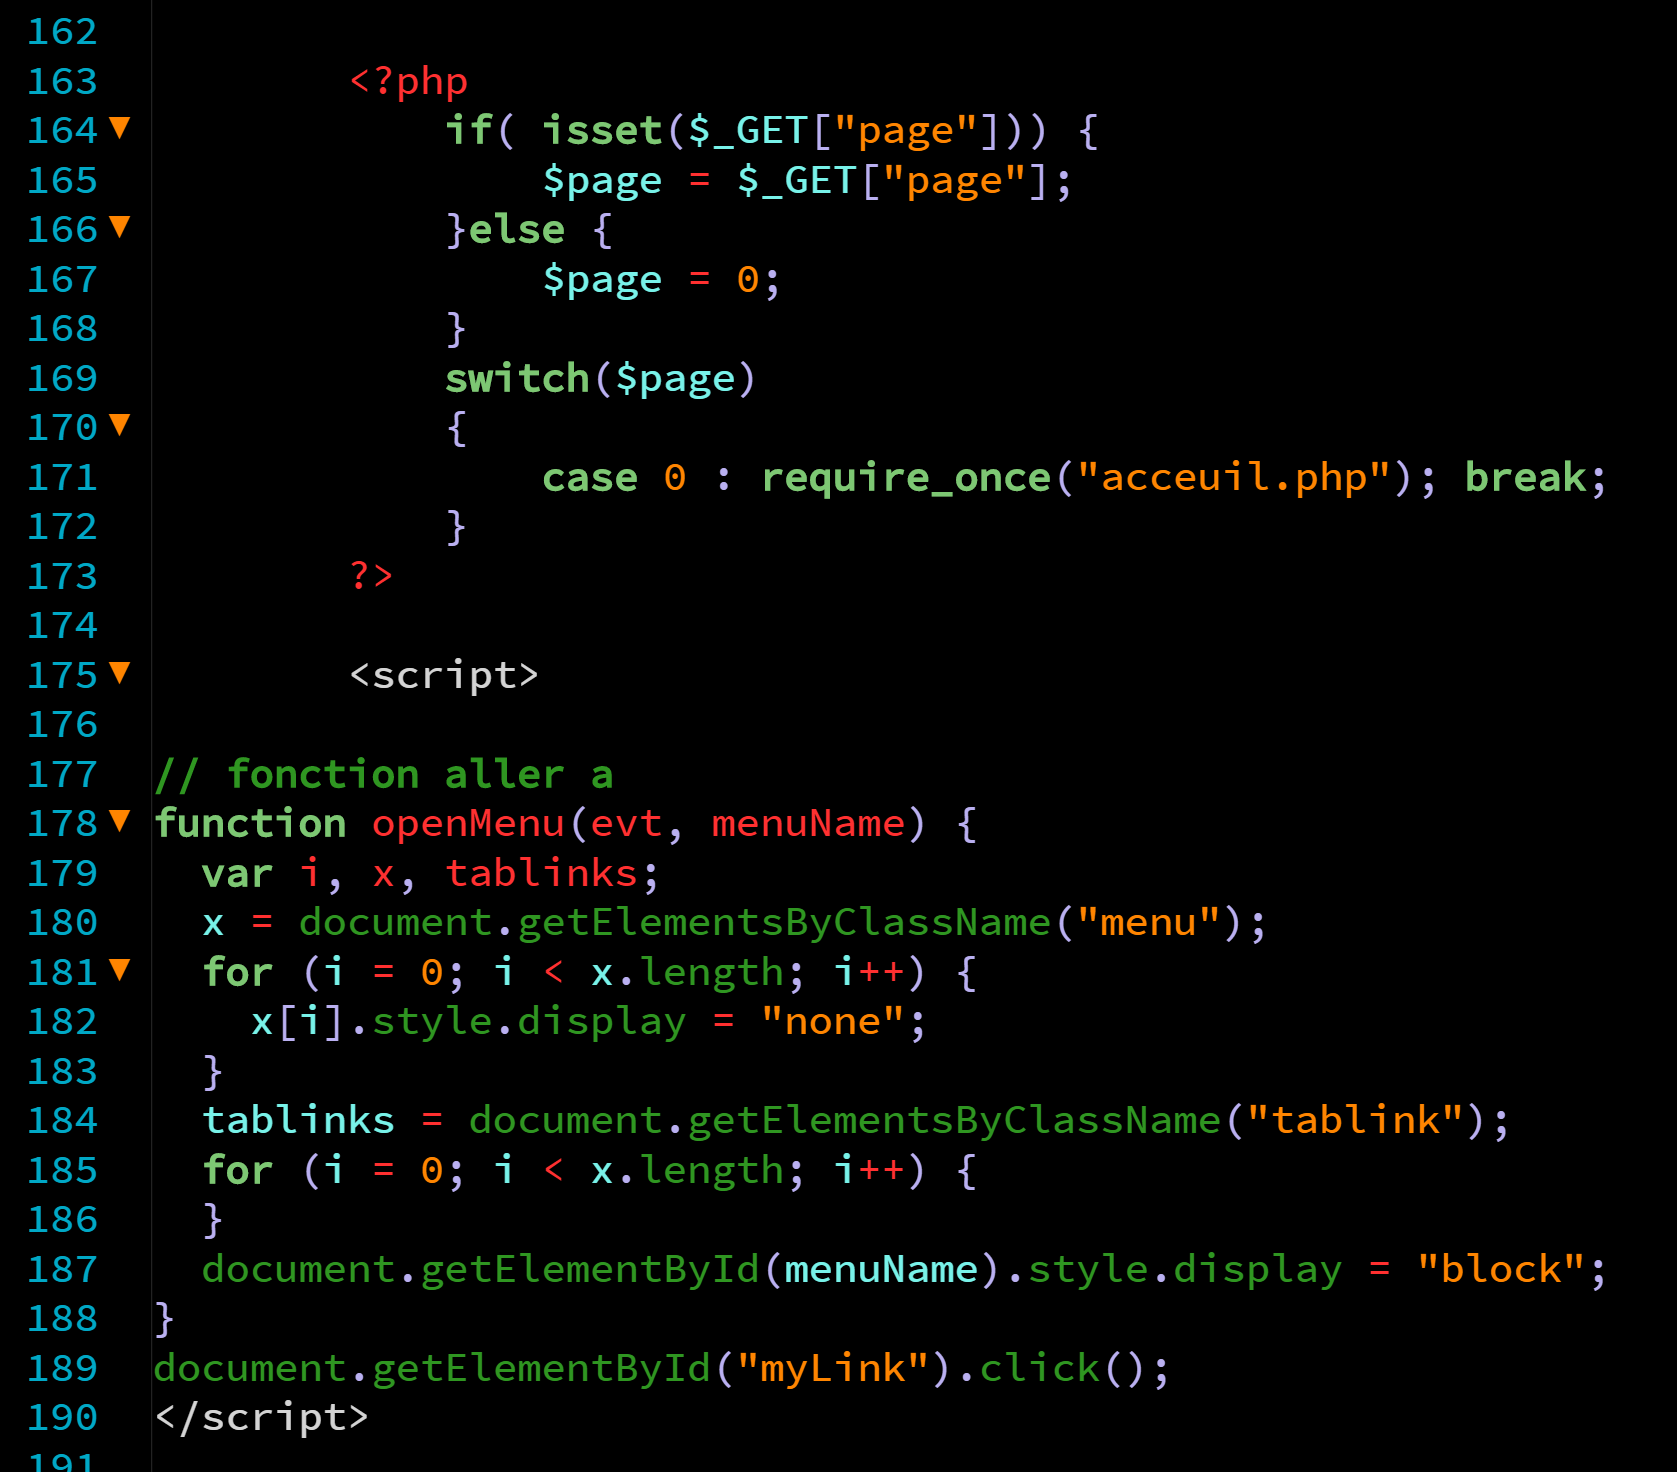 162
163 <?php
164 if( isset($_GET["page"])) {
165 $page = $_GET["page"];
166 }else {
167 $page = 0;
168 }
169 switch($page)
170 {
171 case 0 : require_once("acceuil.php"); break;
172 }
173 ?>
174
175 <script>
176
177 // fonction aller a
178 function openMenu(evt, menuName) {
179 var i, x, tablinks;
180 x = document.getElementsByClassName("menu");
181 for (i = 0; i < x.length; i++) {
182 x[i].style.display = "none";
183 }
184 tablinks = document.getElementsByClassName("tablink");
185 for (i = 0; i < x.length; i++) {
186 }
187 document.getElementById(menuName).style.display = "block";
188 }
189 document.getElementById("myLink").click();
190 </script>
191